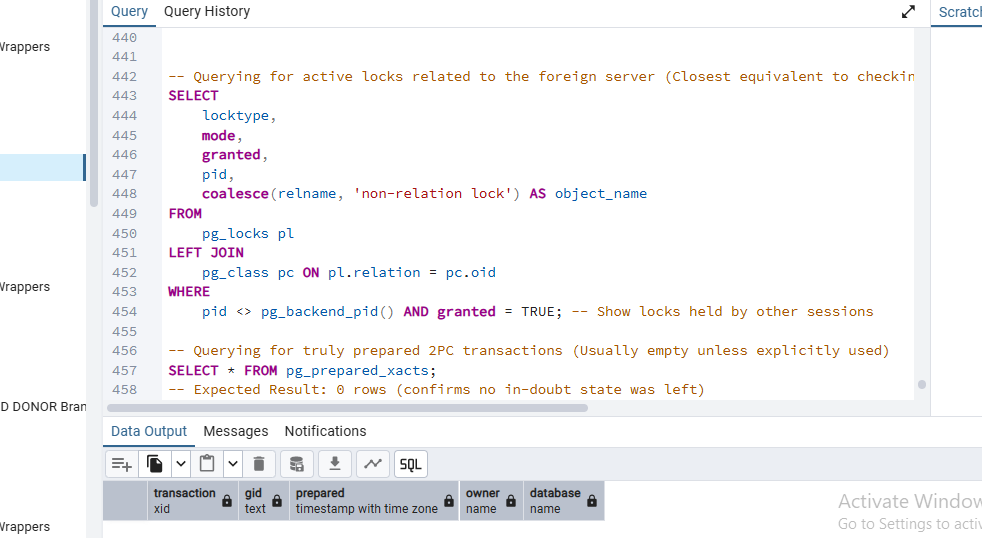 Query Query History
Scratch
Wrappers
440
441
442 -- Querying for active locks related to the foreign server (Closest equivalent to checkin
443 SELECT
444 locktype,
445 mode,
446 granted,
447 pid,
448 coalesce(relname, 'non-relation lock') AS object_name
449 FROM
450 pg_locks pl
451 LEFT JOIN
452 pg_class pc ON pl.relation = pc.oid
Wrappers
453 WHERE
454 pid <> pg_backend_pid() AND granted = TRUE; -- Show locks held by other sessions
455
456 -- Querying for truly prepared 2PC transactions (Usually empty unless explicitly used)
457 SELECT * FROM pg_prepared_xacts;
458 -- Expected Result: 0 rows (confirms no in-doubt state was left)
D DONOR Bran
Data Output Messages Notifications
SQL
transaction gid prepared owner database
xid text timestamp with time zone name name
Activate Window
Go to Settings to activ
Wrappers